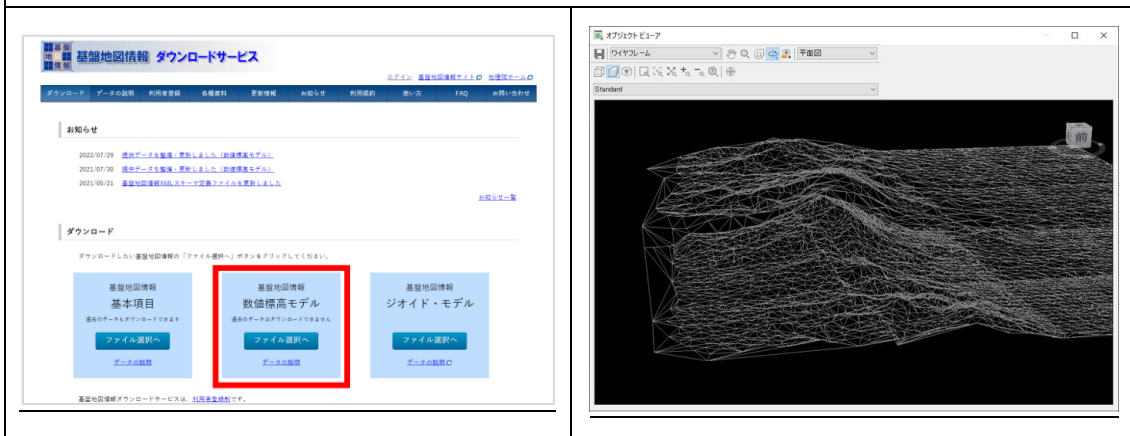 基盤地図情報
基盤地図情報 ダウンロードサービス
ログイン 基盤地図情報サイト 地理院ホーム
ダウンロード データの説明 利用者登録 各種資料 更新情報 お知らせ 利用規約 使い方 FAQ お問い合わせ
お知らせ
2022/07/29 提供データを整備・更新しました（数値標高モデル）
2021/07/30 提供データを整備・更新しました（数値標高モデル）
2021/05/21 基盤地図情報XMLスキーマ定義ファイルを更新しました
お知らせ一覧
ダウンロード
ダウンロードしたい基盤地図情報の「ファイル選択へ」ボタンをクリックしてください。
基盤地図情報
基本項目
過去のデータもダウンロードできます
ファイル選択へ
データの説明
基盤地図情報
数値標高モデル
過去のデータはダウンロードできません
ファイル選択へ
データの説明
基盤地図情報
ジオイド・モデル
ファイル選択へ
データの説明
基盤地図情報ダウンロードサービスは、利用者登録制です。
オブジェクト ビューア
ワイヤフレーム 平面図
Standard
前